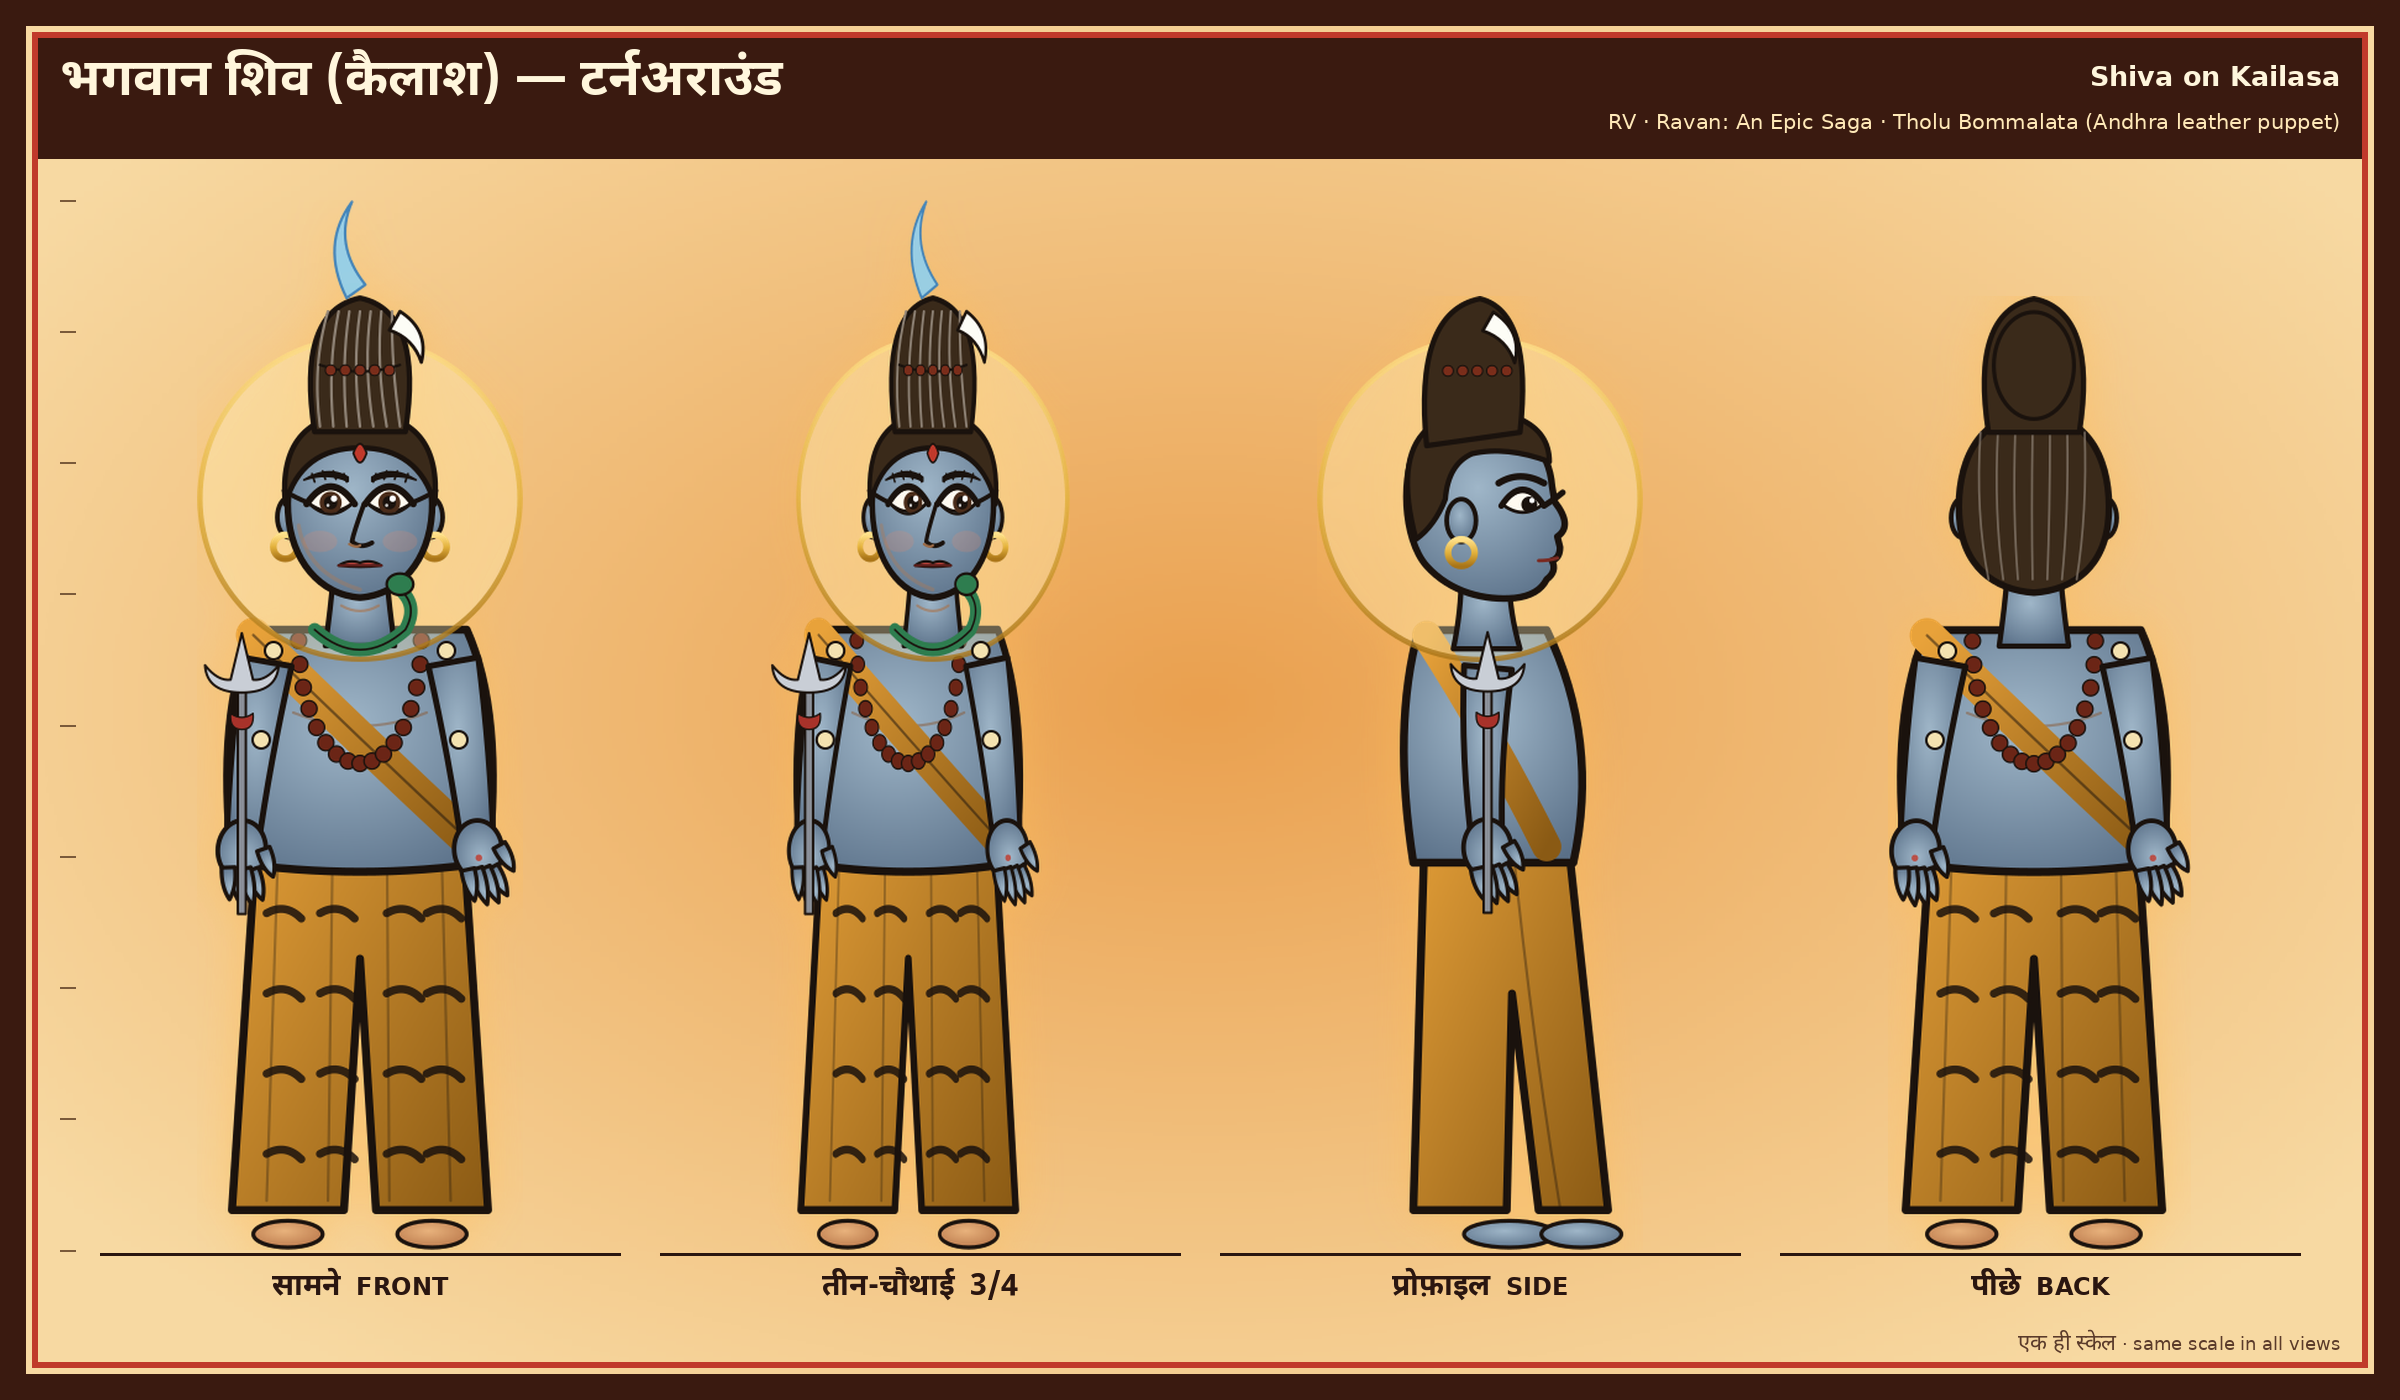 भगवान शिव (कैलाश) — टर्नअराउंड
Shiva on Kailasa
RV · Ravan: An Epic Saga · Tholu Bommalata (Andhra leather puppet)
सामने FRONT
तीन-चौथाई 3/4
प्रोफ़ाइल SIDE
पीछे BACK
एक ही स्केल · same scale in all views